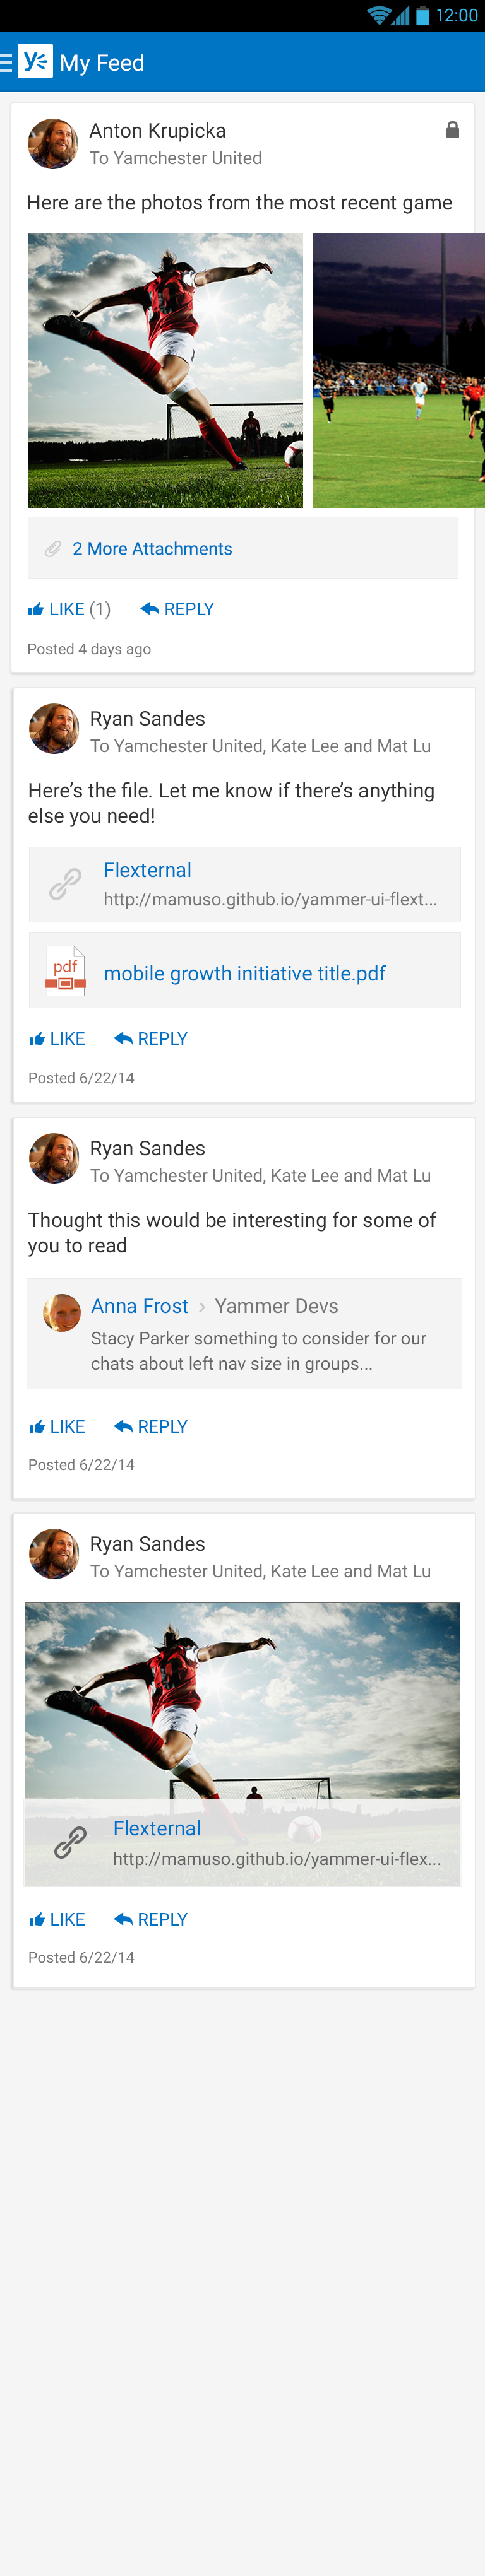 12:00
y
My Feed
Anton Krupicka
To Yamchester United
Here are the photos from the most recent game
2 More Attachments
LIKE (1) REPLY
Posted 4 days ago
Ryan Sandes
To Yamchester United, Kate Lee and Mat Lu
Here’s the file. Let me know if there’s anything
else you need!
Flexternal
http://mamuso.github.io/yammer-ui-flext...
pdf
mobile growth initiative title.pdf
LIKE REPLY
Posted 6/22/14
Ryan Sandes
To Yamchester United, Kate Lee and Mat Lu
Thought this would be interesting for some of
you to read
Anna Frost › Yammer Devs
Stacy Parker something to consider for our
chats about left nav size in groups...
LIKE REPLY
Posted 6/22/14
Ryan Sandes
To Yamchester United, Kate Lee and Mat Lu
Flexternal
http://mamuso.github.io/yammer-ui-flex...
LIKE REPLY
Posted 6/22/14